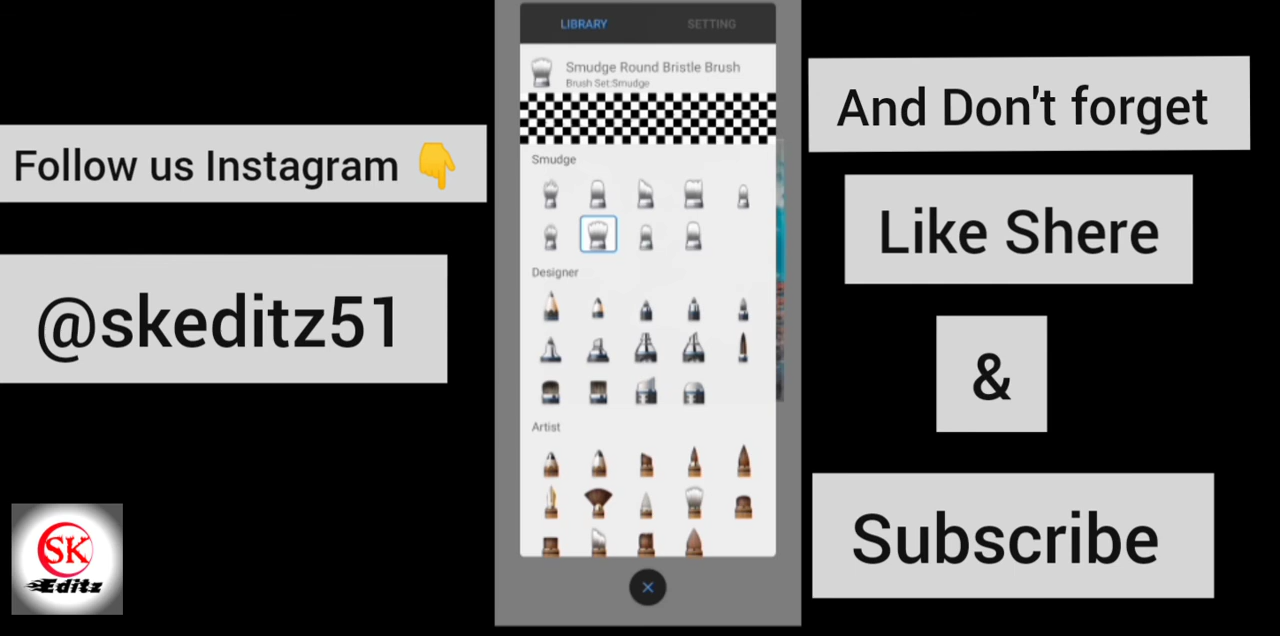 Follow us Instagram 👇
@skeditz51
SK
Editz
LIBRARY
SETTING
Smudge Round Bristle Brush
Brush Set:Smudge
Smudge
Designer
Artist
And Don't forget
Like Shere
&
Subscribe